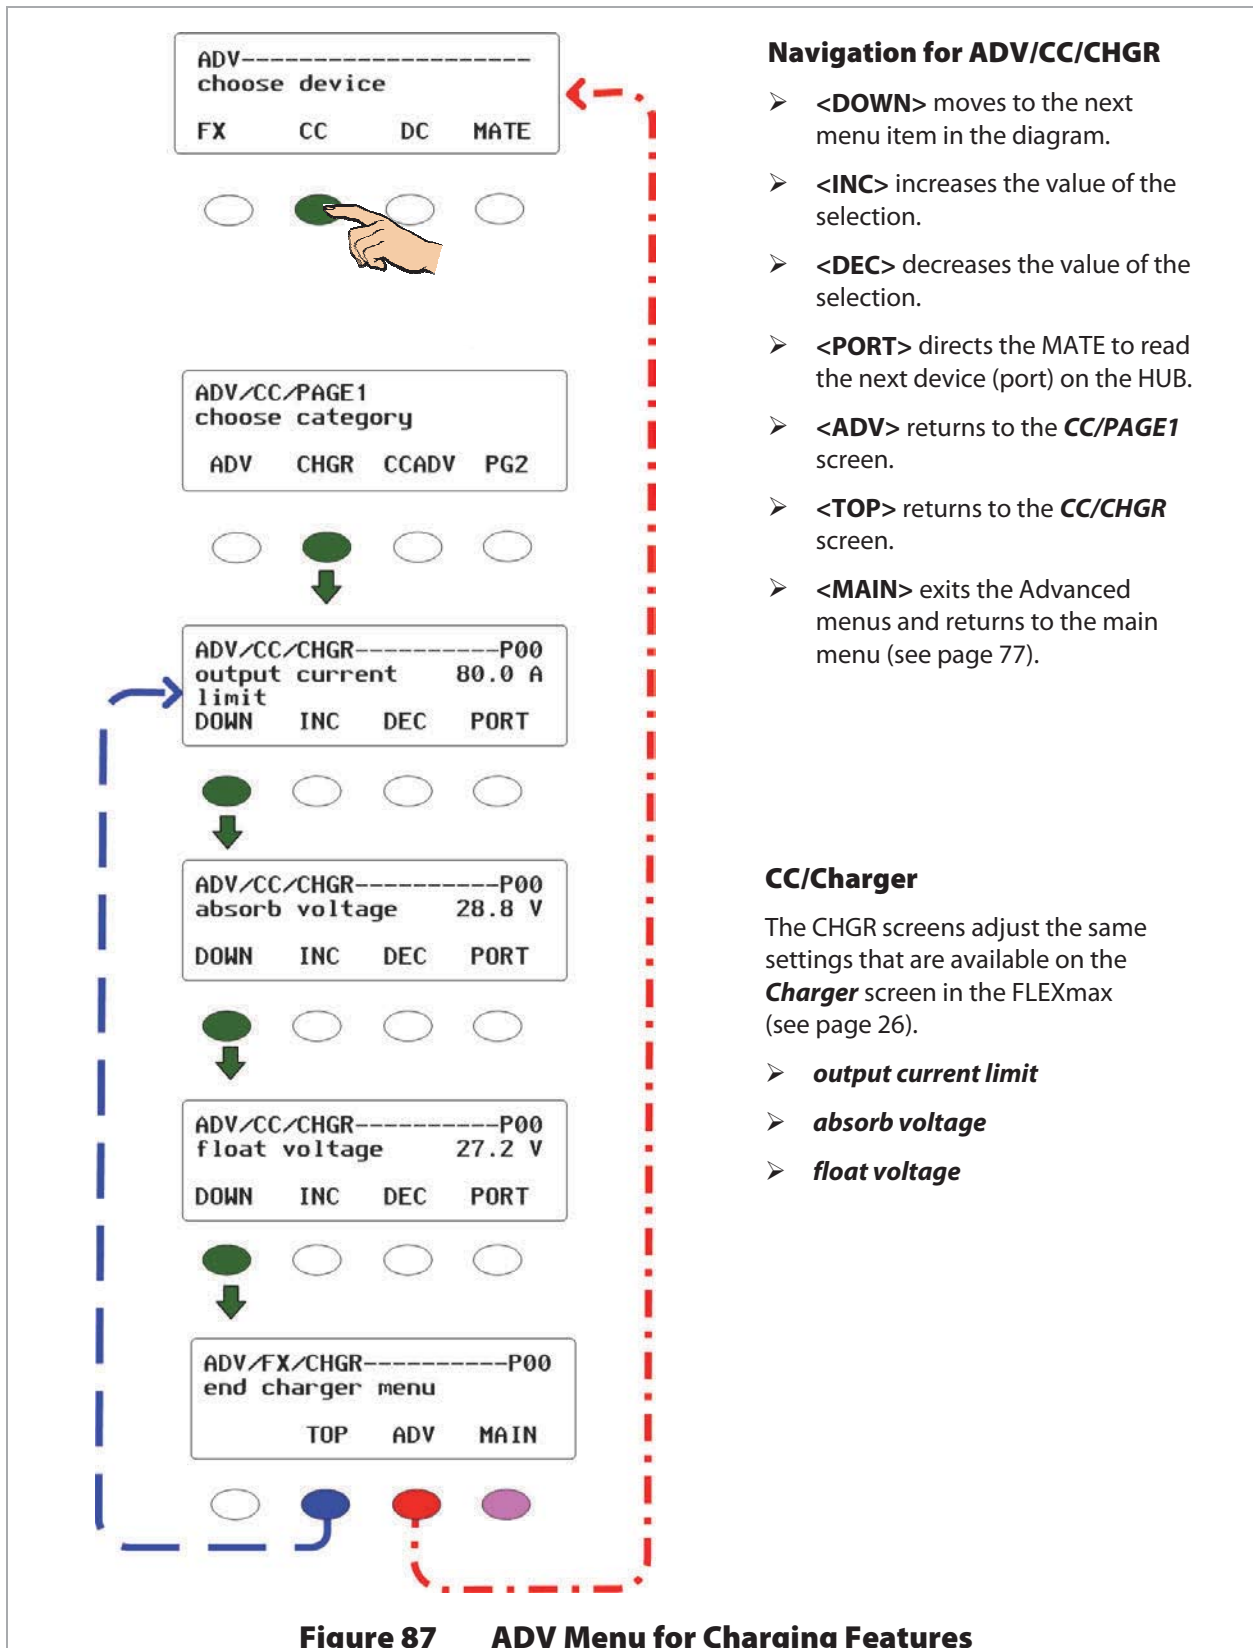 ADV---------------------
choose device
FX CC DC MATE
ADV/CC/PAGE1
choose category
ADV CHGR CCADV PG2
ADV/CC/CHGR----------P00
output current 80.0 A
limit
DOWN INC DEC PORT
ADV/CC/CHGR----------P00
absorb voltage 28.8 V
DOWN INC DEC PORT
ADV/CC/CHGR----------P00
float voltage 27.2 V
DOWN INC DEC PORT
ADV/FX/CHGR----------P00
end charger menu
TOP ADV MAIN
Navigation for ADV/CC/CHGR
➢ <DOWN> moves to the next
menu item in the diagram.
➢ <INC> increases the value of the
selection.
➢ <DEC> decreases the value of the
selection.
➢ <PORT> directs the MATE to read
the next device (port) on the HUB.
➢ <ADV> returns to the CC/PAGE1
screen.
➢ <TOP> returns to the CC/CHGR
screen.
➢ <MAIN> exits the Advanced
menus and returns to the main
menu (see page 77).
CC/Charger
The CHGR screens adjust the same
settings that are available on the
Charger screen in the FLEXmax
(see page 26).
➢ output current limit
➢ absorb voltage
➢ float voltage
Figure 87 ADV Menu for Charging Features